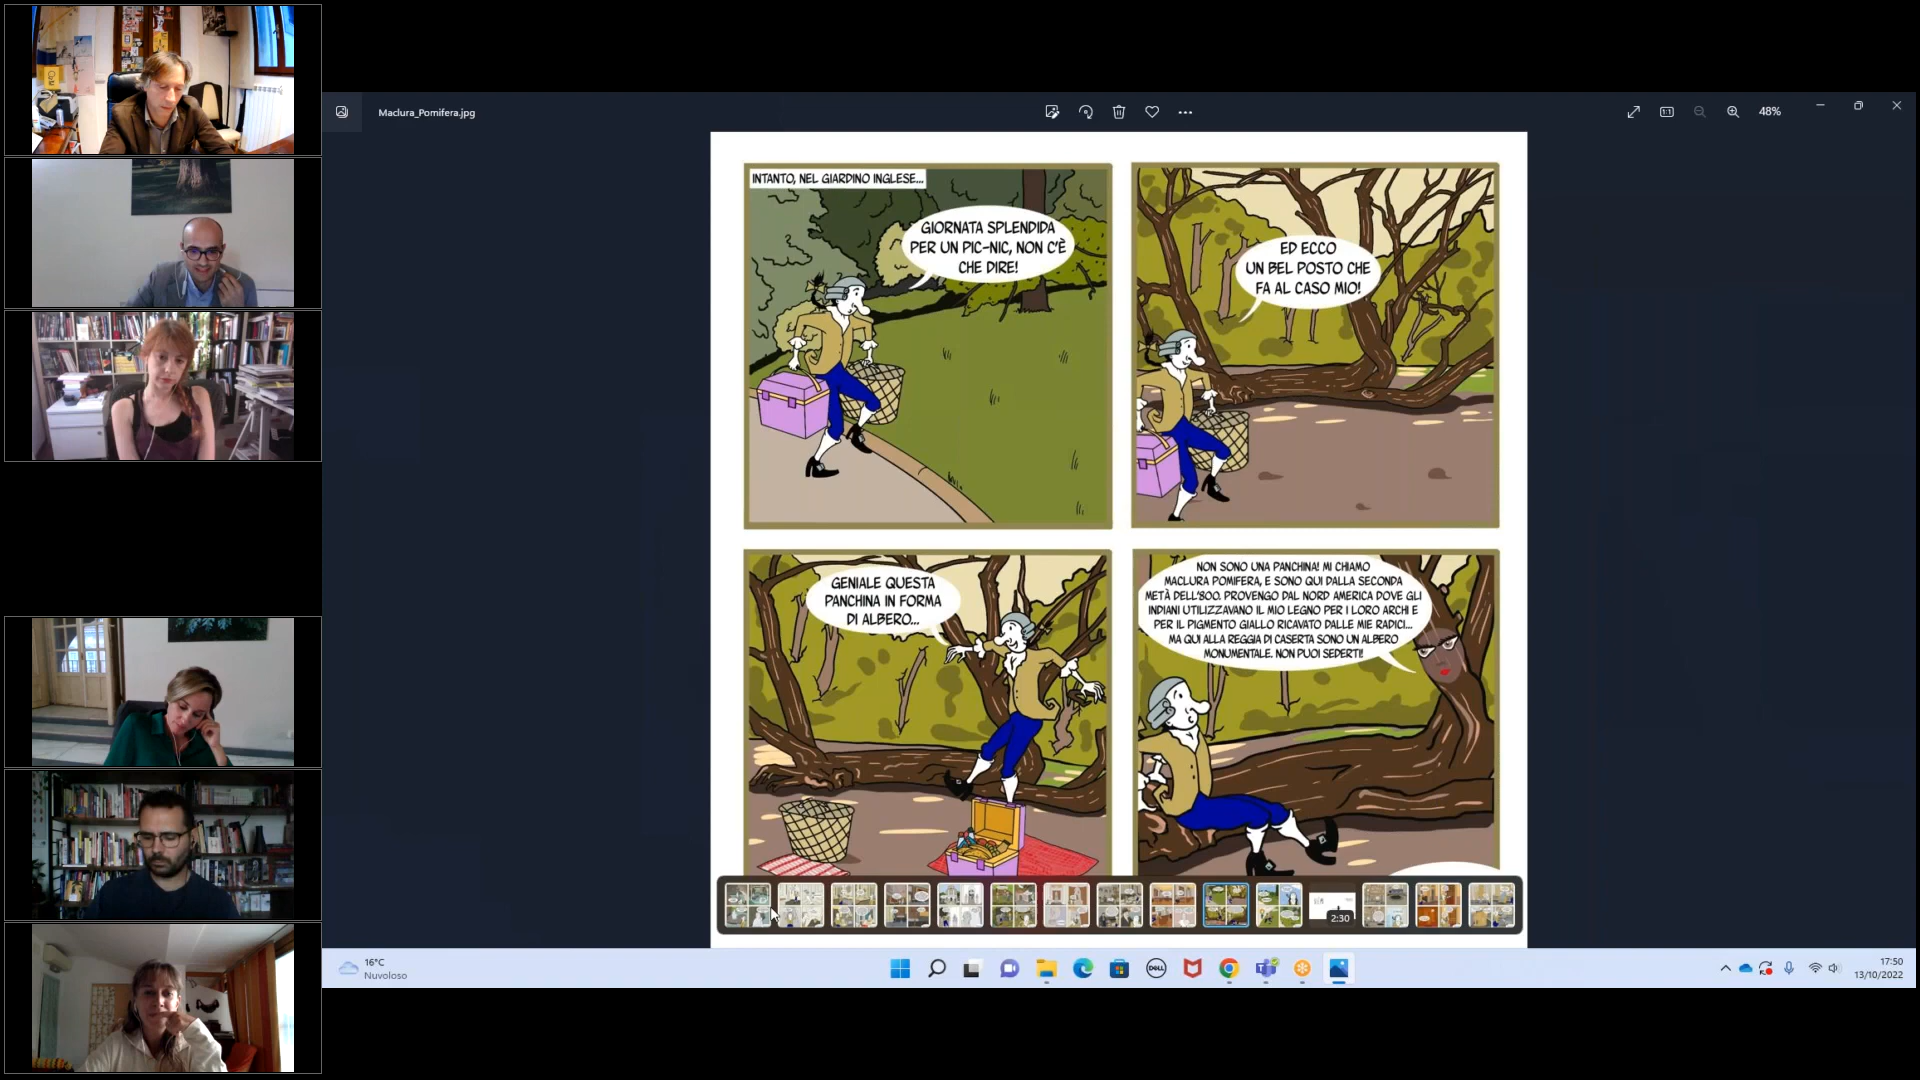 Maclura_Pomifera.jpg
48%
INTANTO, NEL GIARDINO INGLESE...
GIORNATA SPLENDIDA
PER UN PIC-NIC, NON C'È
CHE DIRE!
ED ECCO
UN BEL POSTO CHE
FA AL CASO MIO!
GENIALE QUESTA
PANCHINA IN FORMA
DI ALBERO...
NON SONO UNA PANCHINA! MI CHIAMO
MACLURA POMIFERA, E SONO QUI DALLA SECONDA
METÀ DELL'800. PROVENGO DAL NORD AMERICA DOVE GLI
INDIANI UTILIZZAVANO IL MIO LEGNO PER I LORO ARCHI E
PER IL PIGMENTO GIALLO RICAVATO DALLE MIE RADICI...
MA QUI ALLA REGGIA DI CASERTA SONO UN ALBERO
MONUMENTALE. NON PUOI SEDERTI!
2:30
16°C
Nuvoloso
DELL
17:50
13/10/2022